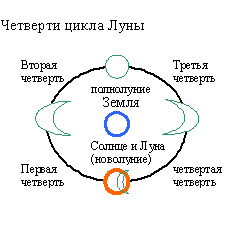 Четверти цикла Луны
Вторая
четверть
Третья
четверть
полнолуние
Земля
Солнце и Луна
(новолуние)
Первая
четверть
четвертая
четверть